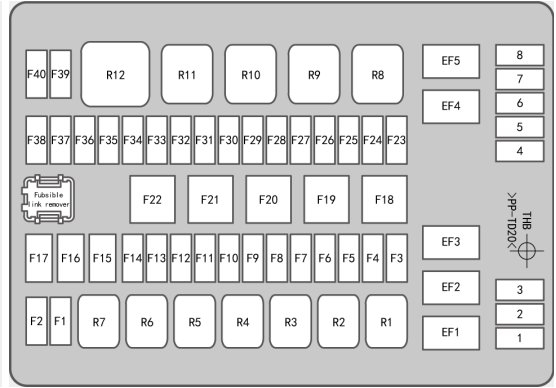 F40 F39 R12 R11 R10 R9 R8 EF5 8
7
EF4 6
5
F38 F37 F36 F35 F34 F33 F32 F31 F30 F29 F28 F27 F26 F25 F24 F23 4
Fubsible
link remover
F22 F21 F20 F19 F18
THB
>PP-TD20<
F17 F16 F15 F14 F13 F12 F11 F10 F9 F8 F7 F6 F5 F4 F3 EF3
EF2 3
F2 F1 R7 R6 R5 R4 R3 R2 R1 2
EF1 1